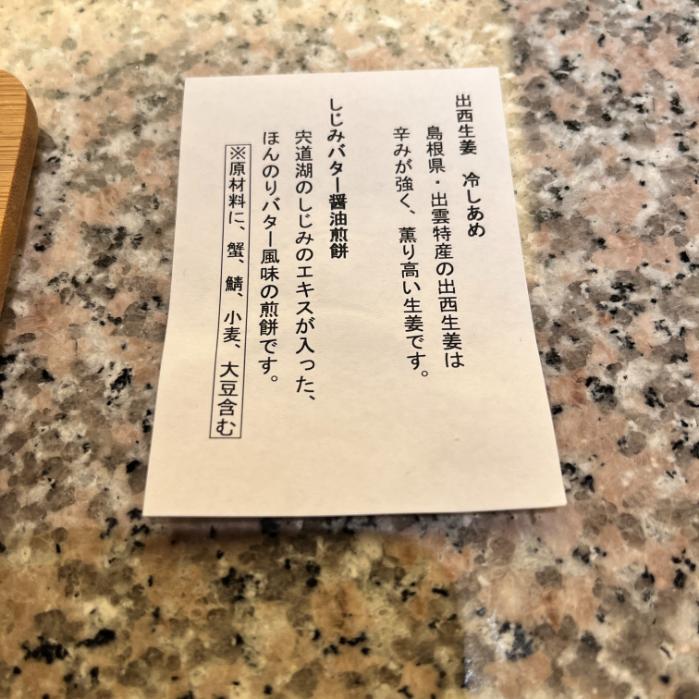 出西生姜　冷しあめ
島根県・出雲特産の出西生姜は
辛みが強く、薫り高い生姜です。
しじみバター醤油煎餅
宍道湖のしじみのエキスが入った、
ほんのりバター風味の煎餅です。
※原材料に、蟹、鯖、小麦、大豆含む